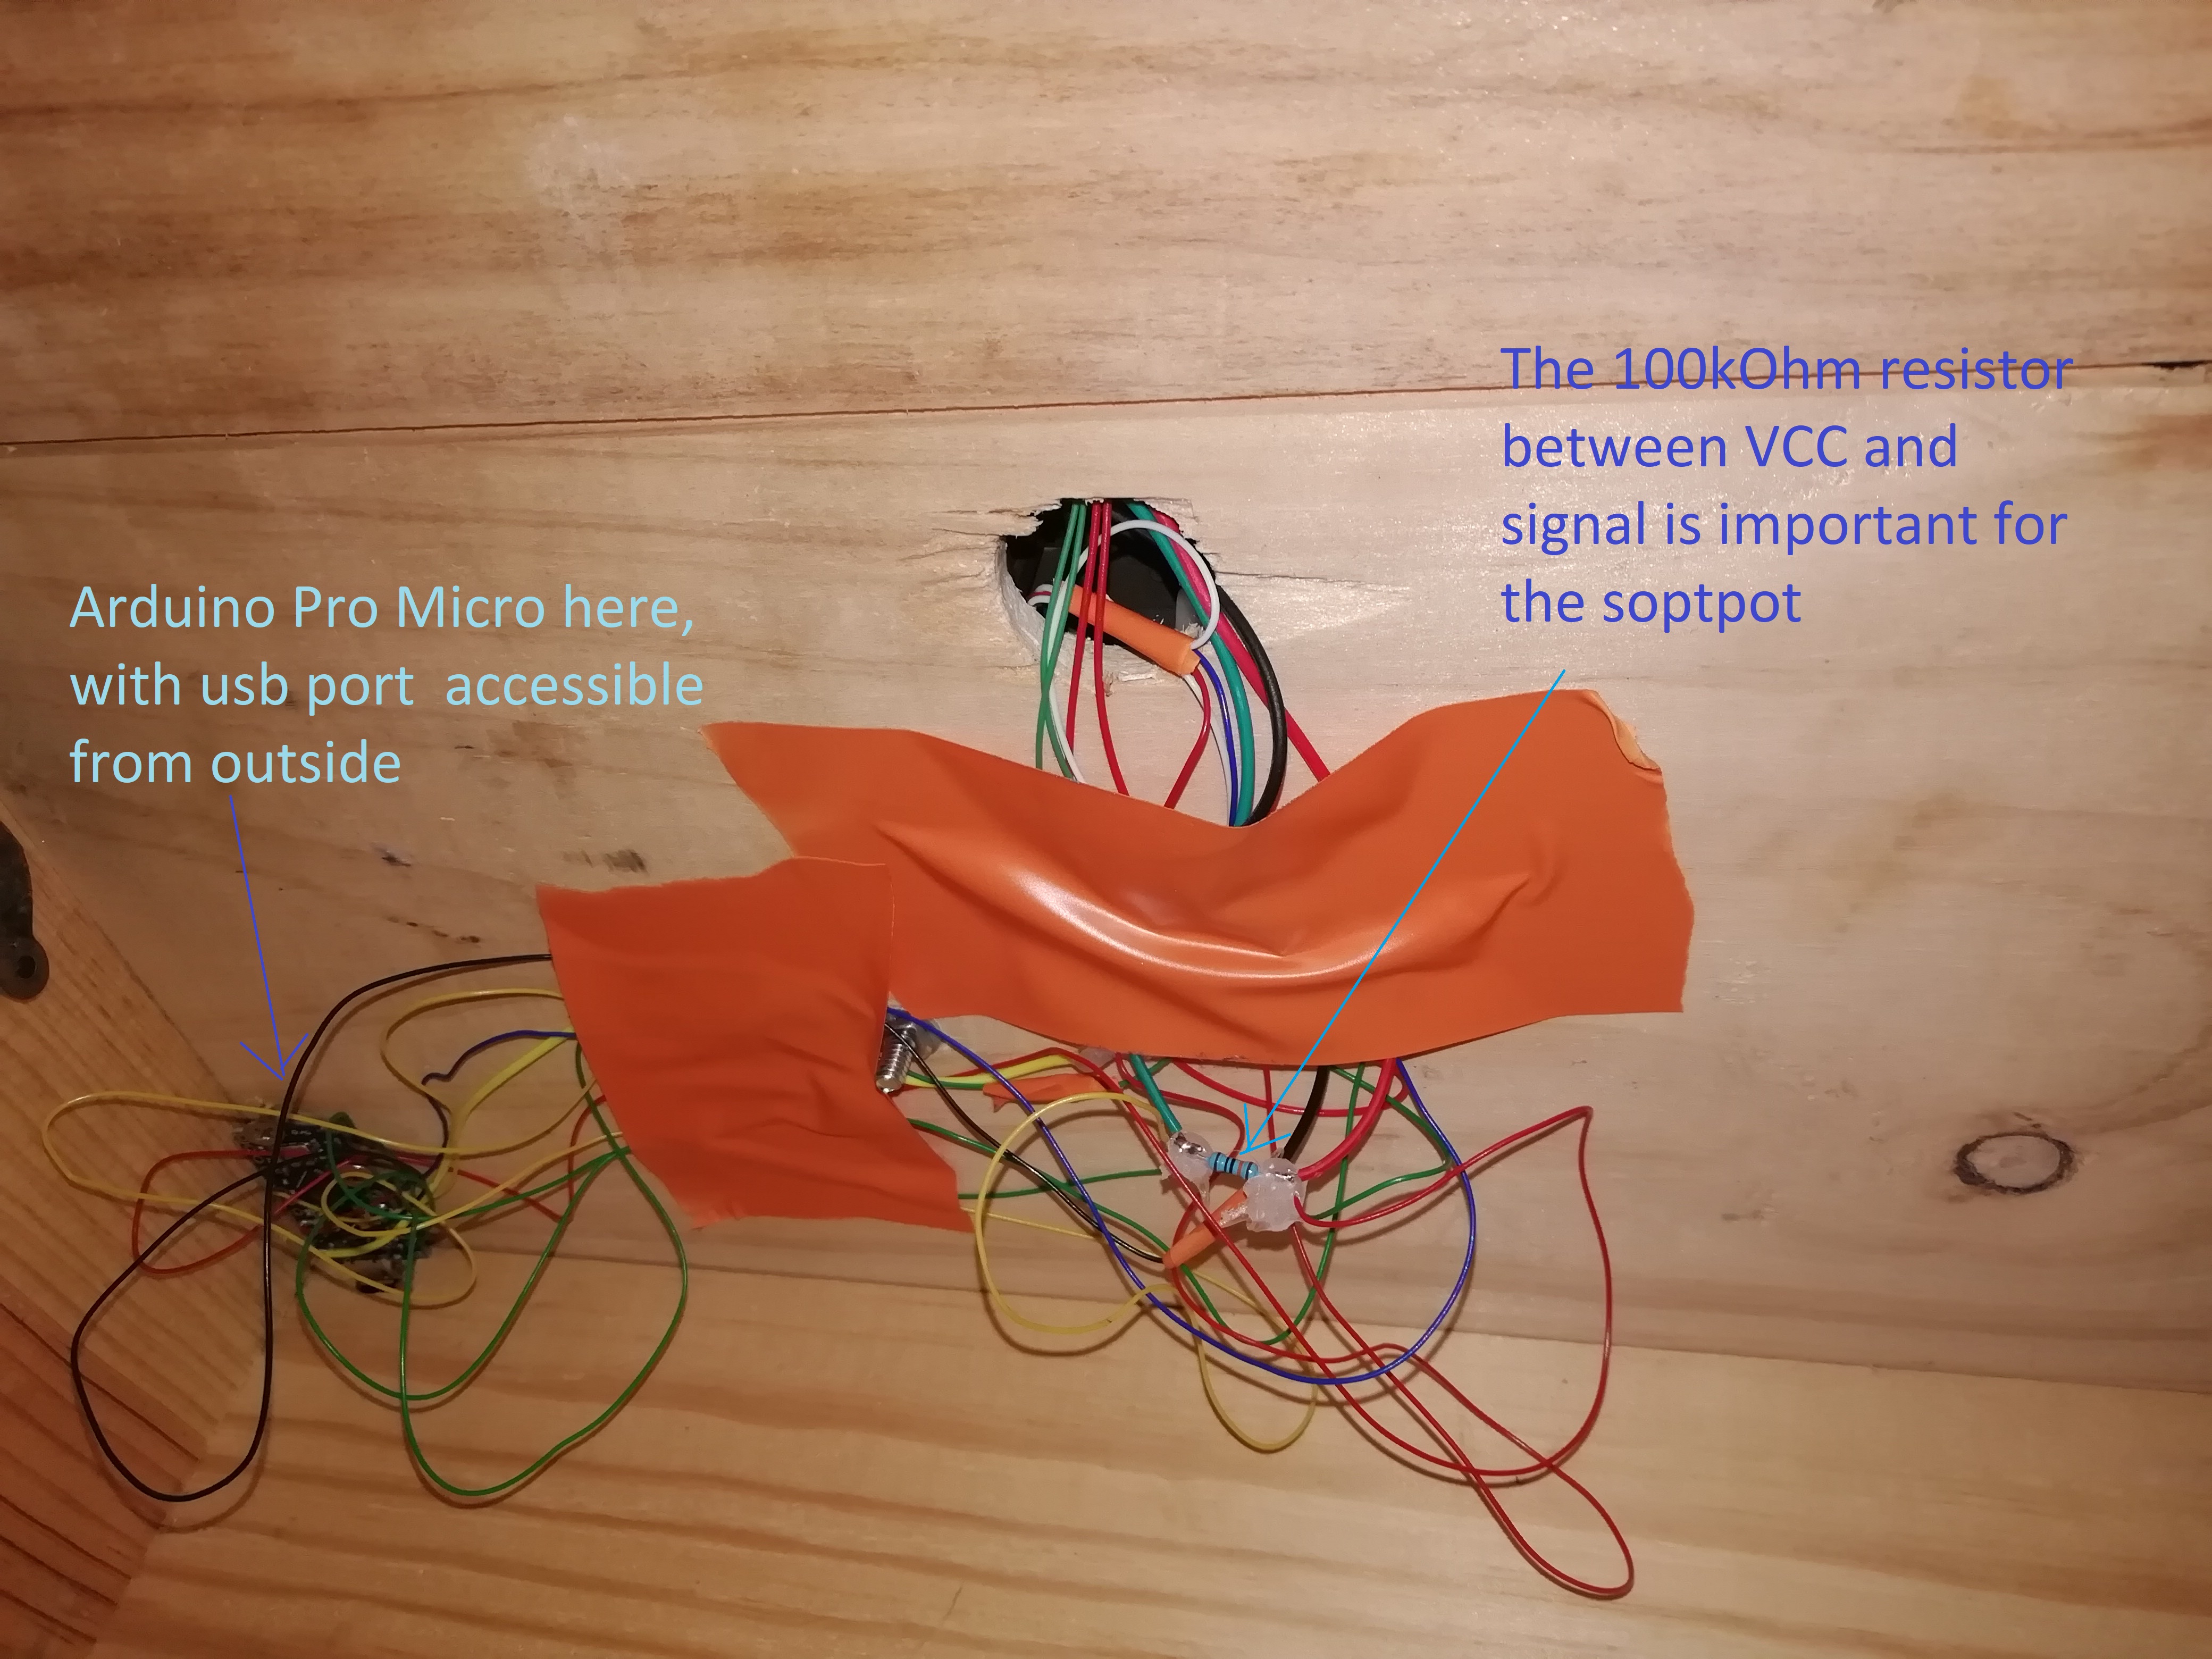 The 100kOhm resistor
between VCC and
signal is important for
the soptpot
Arduino Pro Micro here,
with usb port  accessible
from outside